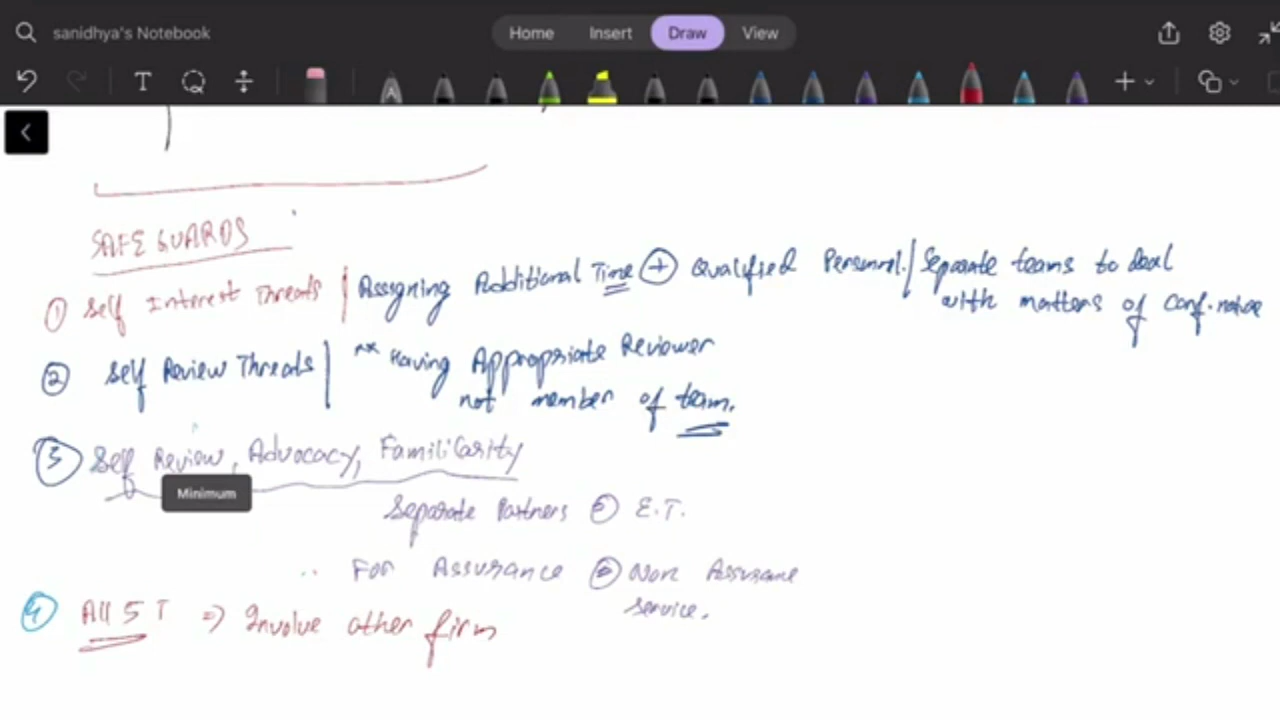 sanidhya's Notebook
Home Insert Draw View
SAFEGUARDS
① Self Interest Threats | Assigning Additional Time ⊕ Qualified Personnel. / Separate teams to deal
with matters of conf. nature
② Self Review Threats | Having Appropriate Reviewer
not member of team.
③ Self Review, Advocacy, Familiarity
Minimum
Separate Partners E.T.
For Assurance Non Assurance
service.
④ All 5 T ⇒ Involve other firm